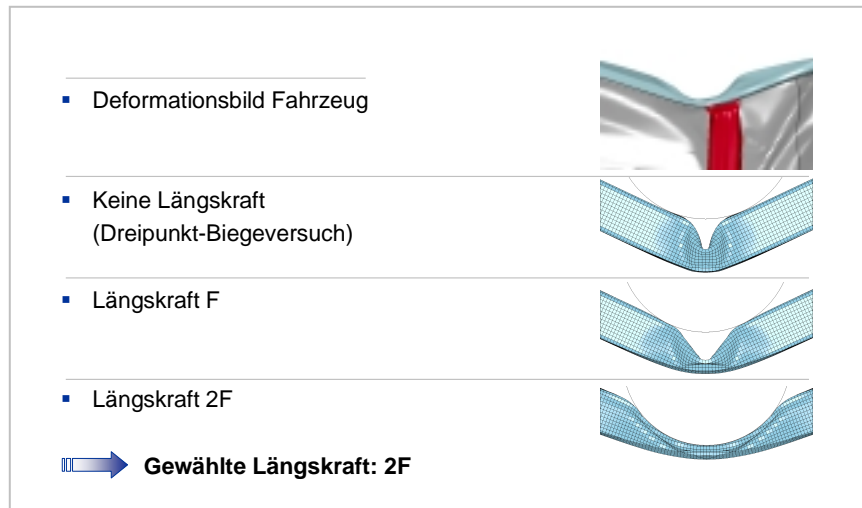 Deformationsbild Fahrzeug
Keine Längskraft
(Dreipunkt-Biegeversuch)
Längskraft F
Längskraft 2F
Gewählte Längskraft: 2F